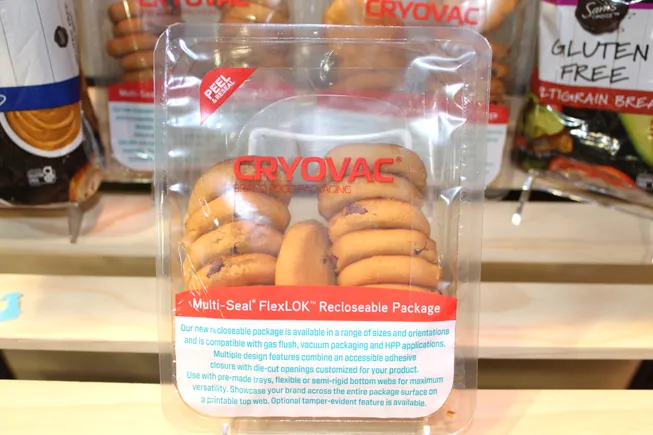 CRYOVAC
CRYOVAC
Sam's
CHOICE
GLUTEN
FREE
PEEL
& RESEAL
CRYOVAC®
BRAND FOOD PACKAGING
Multi-Seal® FlexLOK™ Recloseable Package
Our new recloseable package is available in a range of sizes and orientations
and is compatible with gas flush, vacuum packaging and HPP applications.
Multiple design features combine an accessible adhesive
closure with die-cut openings customized for your product.
Use with pre-made trays, flexible or semi-rigid bottom webs for maximum
versatility. Showcase your brand across the entire package surface on
a printable top web. Optional tamper-evident feature is available.